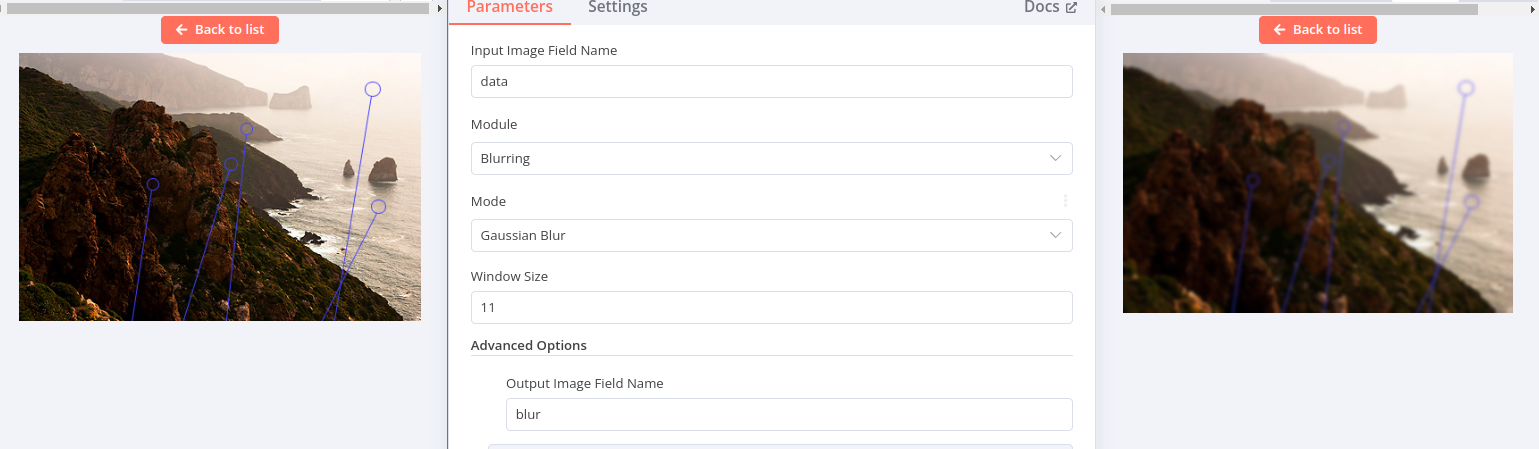 Parameters Settings Docs
Back to list
Input Image Field Name
data
Module
Blurring
Mode
Gaussian Blur
Window Size
11
Advanced Options
Output Image Field Name
blur
Back to list